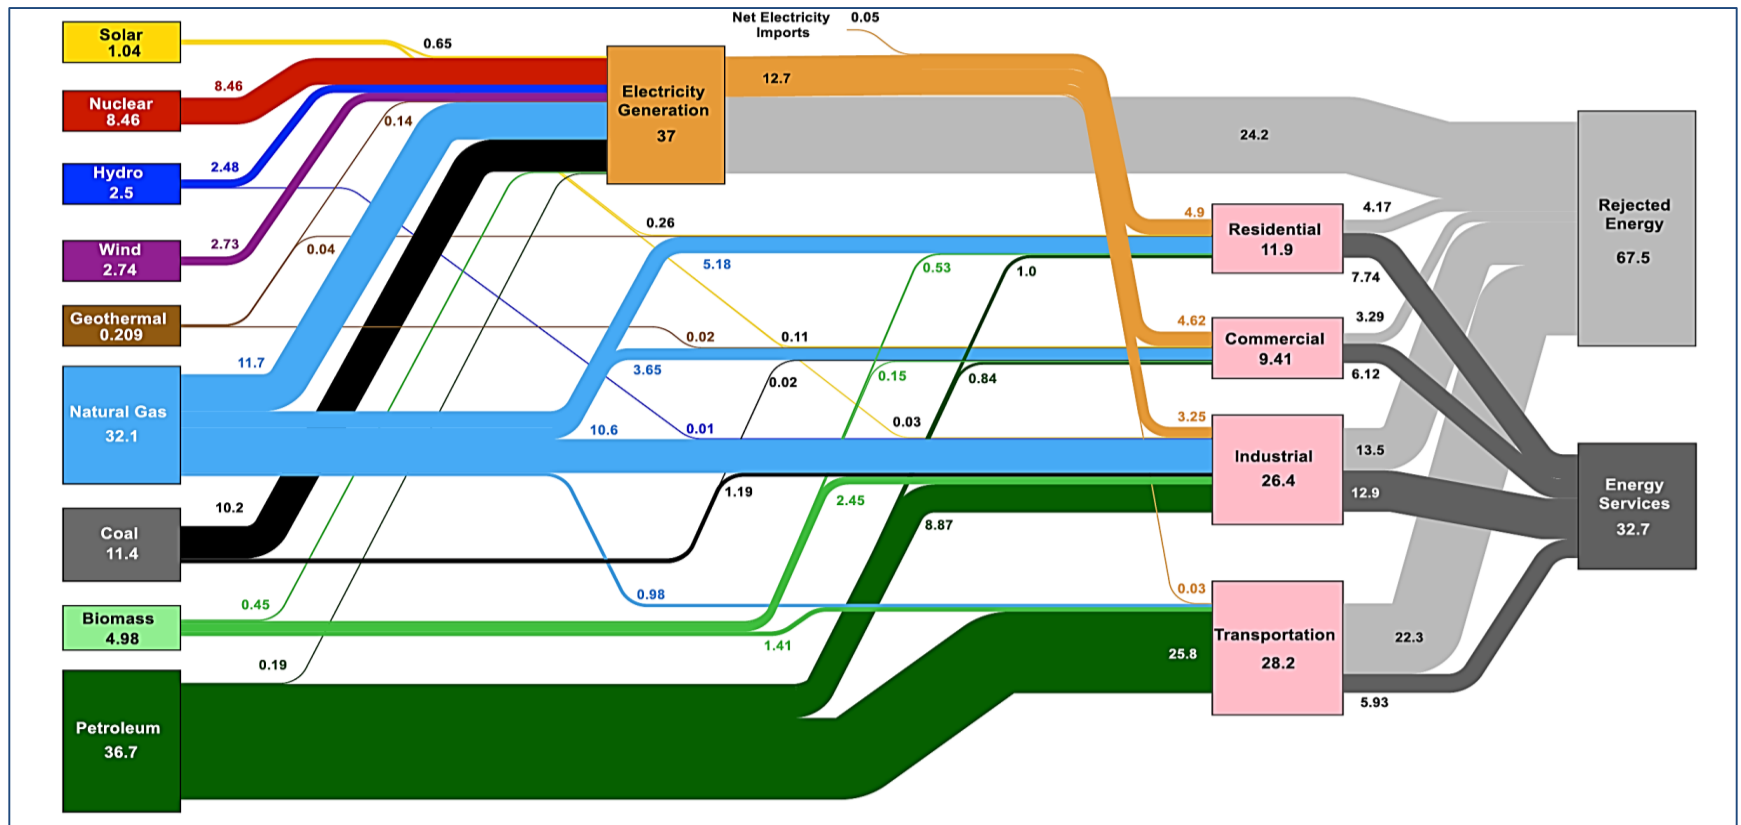 Net Electricity
Imports
0.05
Solar
1.04
0.65
Nuclear
8.46
8.46
Hydro
2.5
2.48
Wind
2.74
2.73
Geothermal
0.209
0.14
0.04
Natural Gas
32.1
11.7
Coal
11.4
10.2
Biomass
4.98
0.45
Petroleum
36.7
0.19
Electricity
Generation
37
12.7
24.2
0.26
5.18
0.53
1.0
0.02
0.11
3.65
0.02
0.15
0.84
10.6
0.01
0.03
1.19
2.45
8.87
0.98
1.41
25.8
4.9
4.62
3.25
0.03
Residential
11.9
4.17
7.74
Commercial
9.41
3.29
6.12
Industrial
26.4
13.5
12.9
Transportation
28.2
22.3
5.93
Rejected
Energy
67.5
Energy
Services
32.7